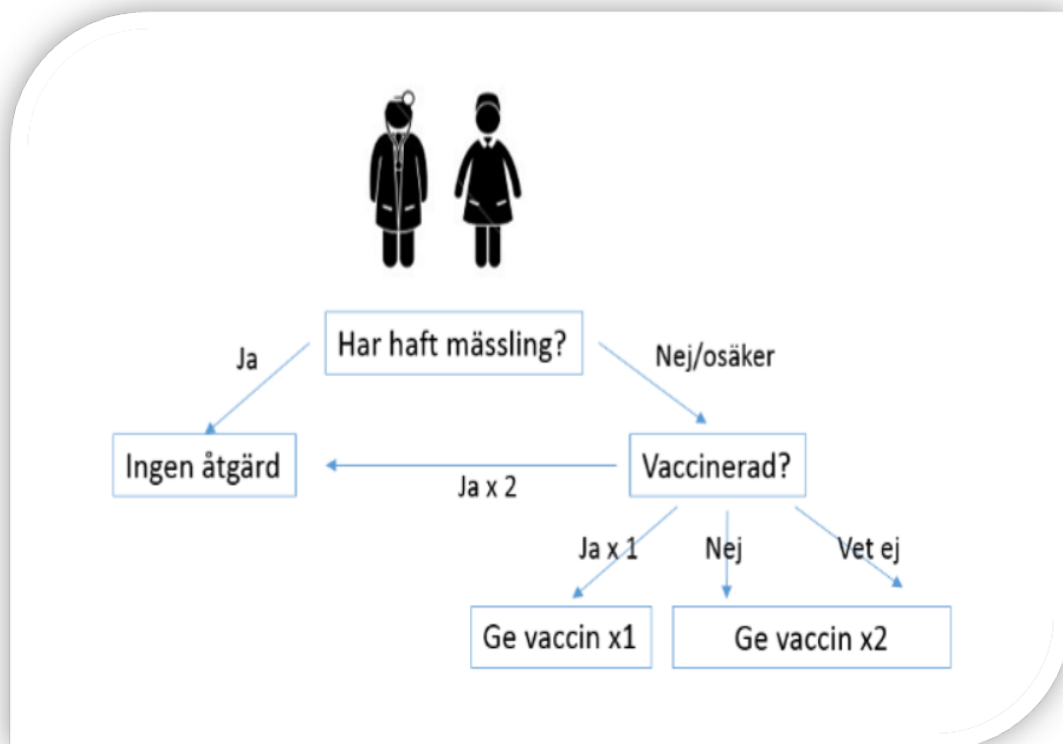 Har haft mässling?
Ja
Nej/osäker
Ingen åtgärd
Vaccinerad?
Ja x 2
Ja x 1
Nej
Vet ej
Ge vaccin x1
Ge vaccin x2